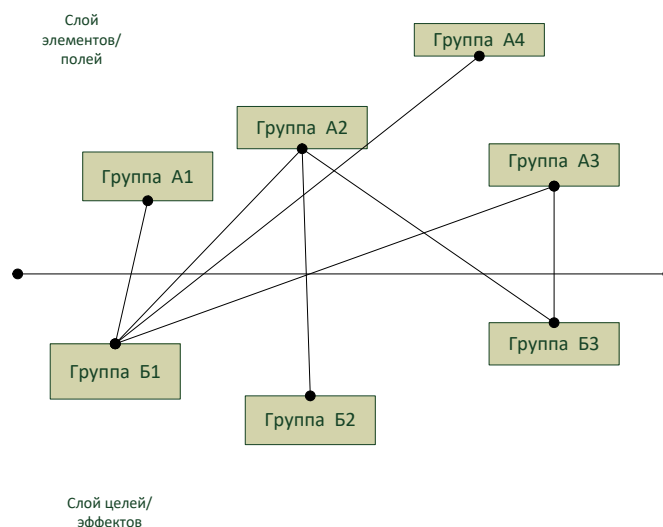 Слой
элементов/
полей
Группа А4
Группа А2
Группа А1
Группа А3
Группа Б1
Группа Б2
Группа Б3
Слой целей/
эффектов